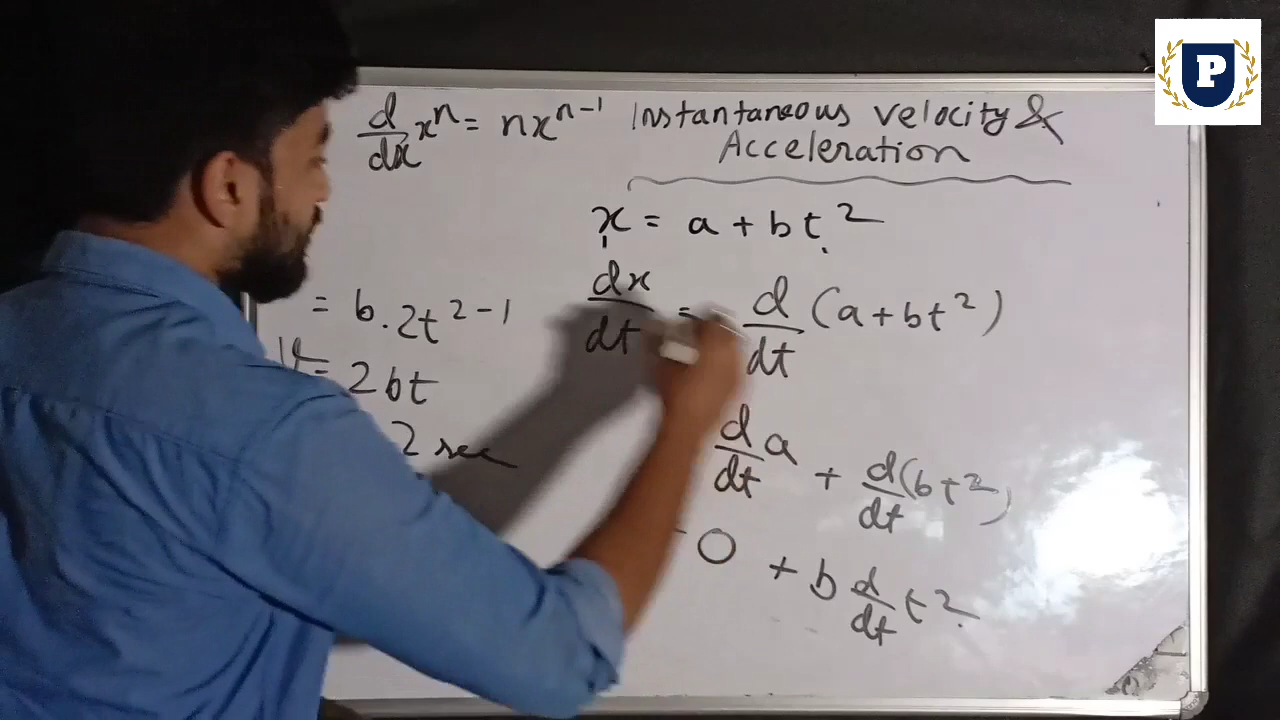 d/dx xⁿ = nxⁿ⁻¹
Instantaneous velocity &
Acceleration
x = a + bt²
dx/dt = d/dt (a + bt²)
d/dt a + d/dt (bt²)
= 0 + b d/dt t²
= b.2t²⁻¹
v = 2bt
2 sec
P